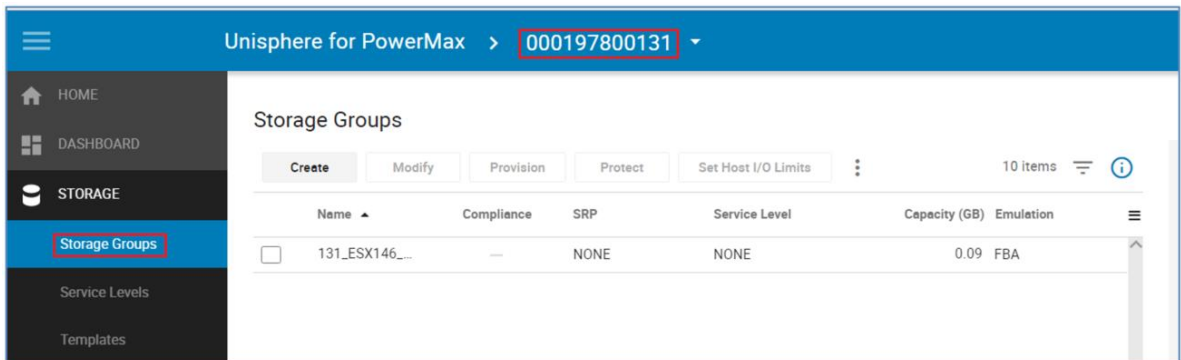 Unisphere for PowerMax > 000197800131
HOME
DASHBOARD
STORAGE
Storage Groups
Service Levels
Templates
Storage Groups
Create Modify Provision Protect Set Host I/O Limits 10 items
Name Compliance SRP Service Level Capacity (GB) Emulation
131_ESX146_... — NONE NONE 0.09 FBA